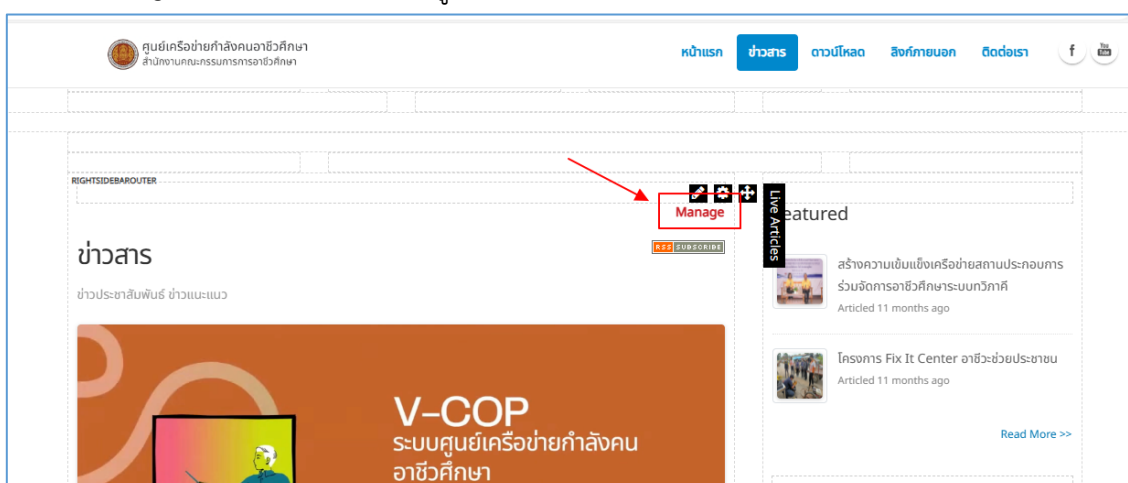 ศูนย์เครือข่ายกำลังคนอาชีวศึกษา
สำนักงานคณะกรรมการการอาชีวศึกษา
หน้าแรก ข่าวสาร ดาวน์โหลด ลิงก์ภายนอก ติดต่อเรา f You Tube
RIGHTSIDEBAROUTER
Manage
Live Articles
eatured
ข่าวสาร
RSS SUBSCRIBE
ข่าวประชาสัมพันธ์ ข่าวแนะแนว
สร้างความเข้มแข็งเครือข่ายสถานประกอบการ
ร่วมจัดการอาชีวศึกษาระบบทวิภาคี
Articled 11 months ago
โครงการ Fix It Center อาชีวะช่วยประชาชน
Articled 11 months ago
Read More >>
V-COP
ระบบศูนย์เครือข่ายกำลังคน
อาชีวศึกษา